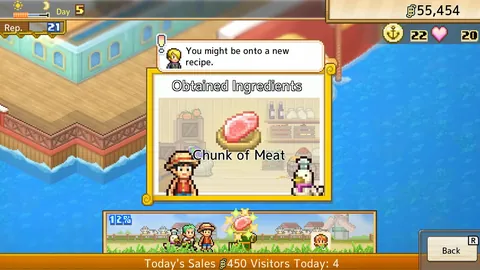 Day 5
55,454
Rep. 21
22
20
You might be onto a new
recipe.
Obtained Ingredients
Chunk of Meat
12%
R
Back
Today's Sales 450 Visitors Today: 4